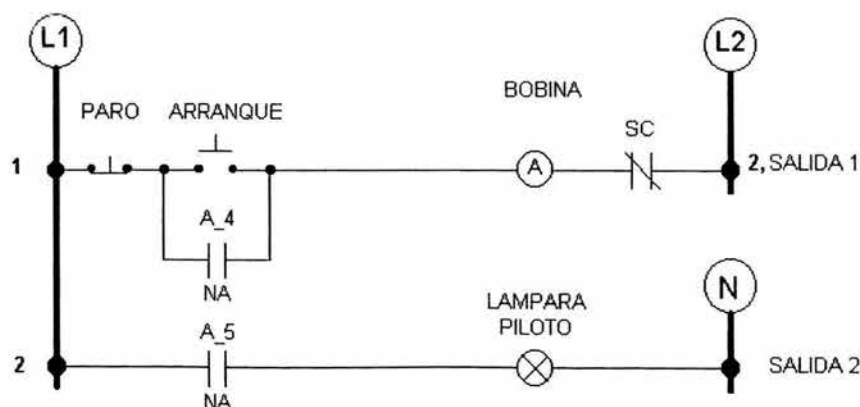 L1
L2
BOBINA
PARO
ARRANQUE
SC
1
A
2, SALIDA 1
A_4
NA
N
LAMPARA
PILOTO
A_5
2
SALIDA 2
NA